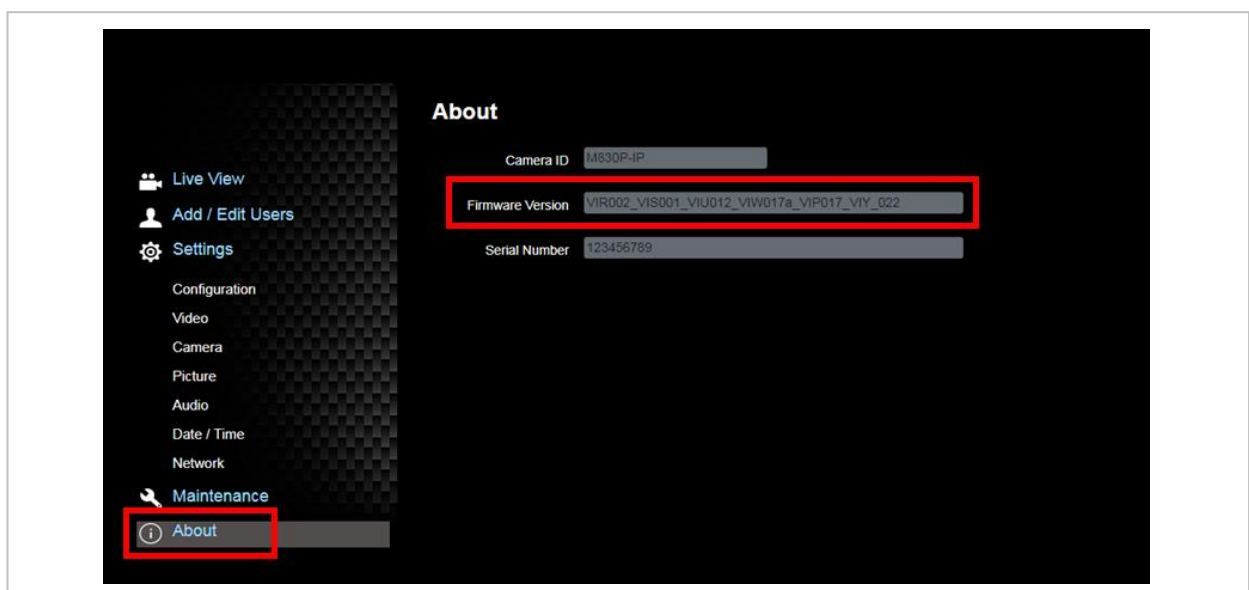 Live View
Add / Edit Users
Settings
Configuration
Video
Camera
Picture
Audio
Date / Time
Network
Maintenance
About
About
Camera ID M830P-IP
Firmware Version VIR002_VIS001_VIU012_VIW017a_VIP017_VIY_022
Serial Number 123456789